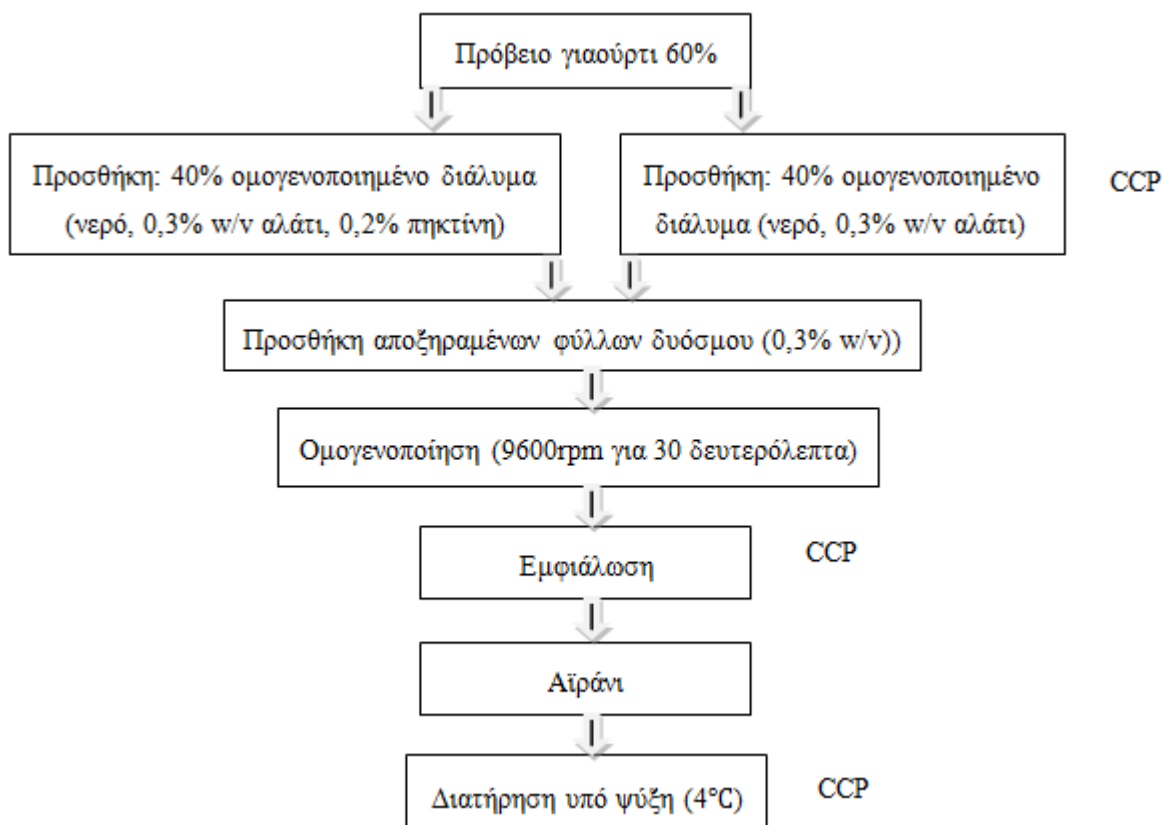 Πρόβειο γιαούρτι 60%
Προσθήκη: 40% ομογενοποιημένο διάλυμα
(νερό, 0,3% w/v αλάτι, 0,2% πηκτίνη)
Προσθήκη: 40% ομογενοποιημένο
διάλυμα (νερό, 0,3% w/v αλάτι)
CCP
Προσθήκη αποξηραμένων φύλλων δυόσμου (0,3% w/v))
Ομογενοποίηση (9600rpm για 30 δευτερόλεπτα)
Εμφιάλωση
CCP
Αϊράνι
Διατήρηση υπό ψύξη (4℃)
CCP